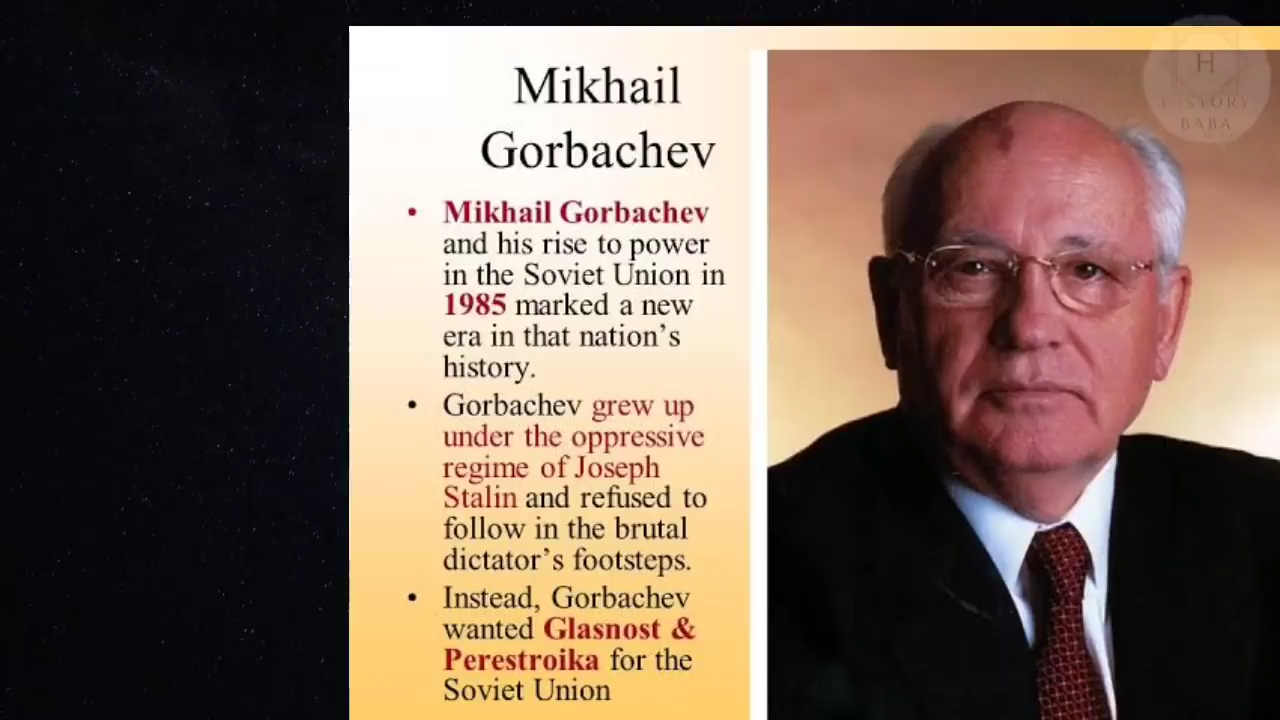 Mikhail
Gorbachev
• Mikhail Gorbachev
and his rise to power
in the Soviet Union in
1985 marked a new
era in that nation’s
history.
• Gorbachev grew up
under the oppressive
regime of Joseph
Stalin and refused to
follow in the brutal
dictator’s footsteps.
• Instead, Gorbachev
wanted Glasnost &
Perestroika for the
Soviet Union
H
HISTORY
BABA